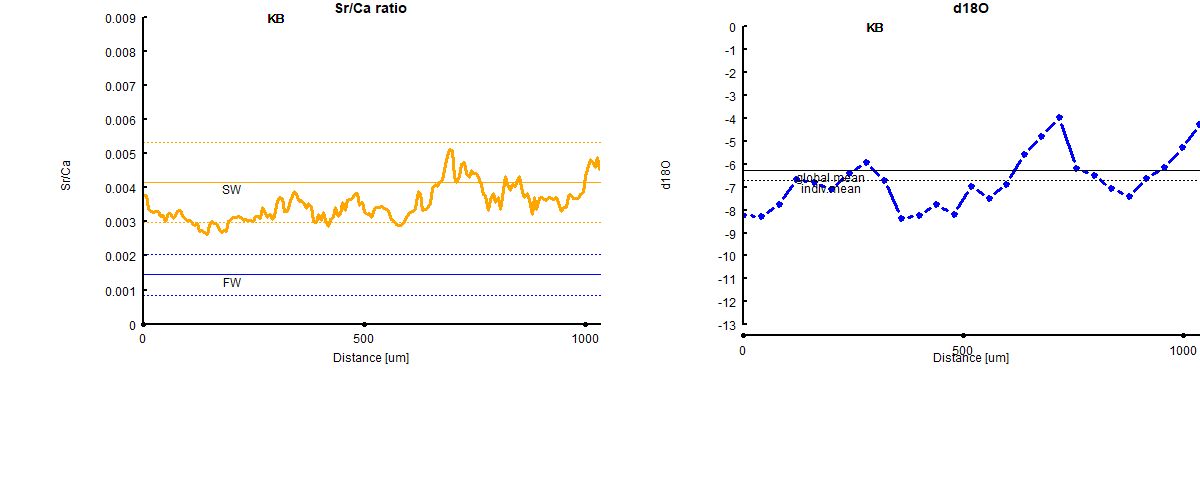 Sr/Ca ratio
KB
0.009
0.008
0.007
0.006
0.005
0.004
0.003
0.002
0.001
0
Sr/Ca
SW
FW
0
500
1000
Distance [um]
d18O
KB
0
-1
-2
-3
-4
-5
-6
-7
-8
-9
-10
-11
-12
-13
d18O
global mean
indiv.mean
0
500
1000
Distance [um]